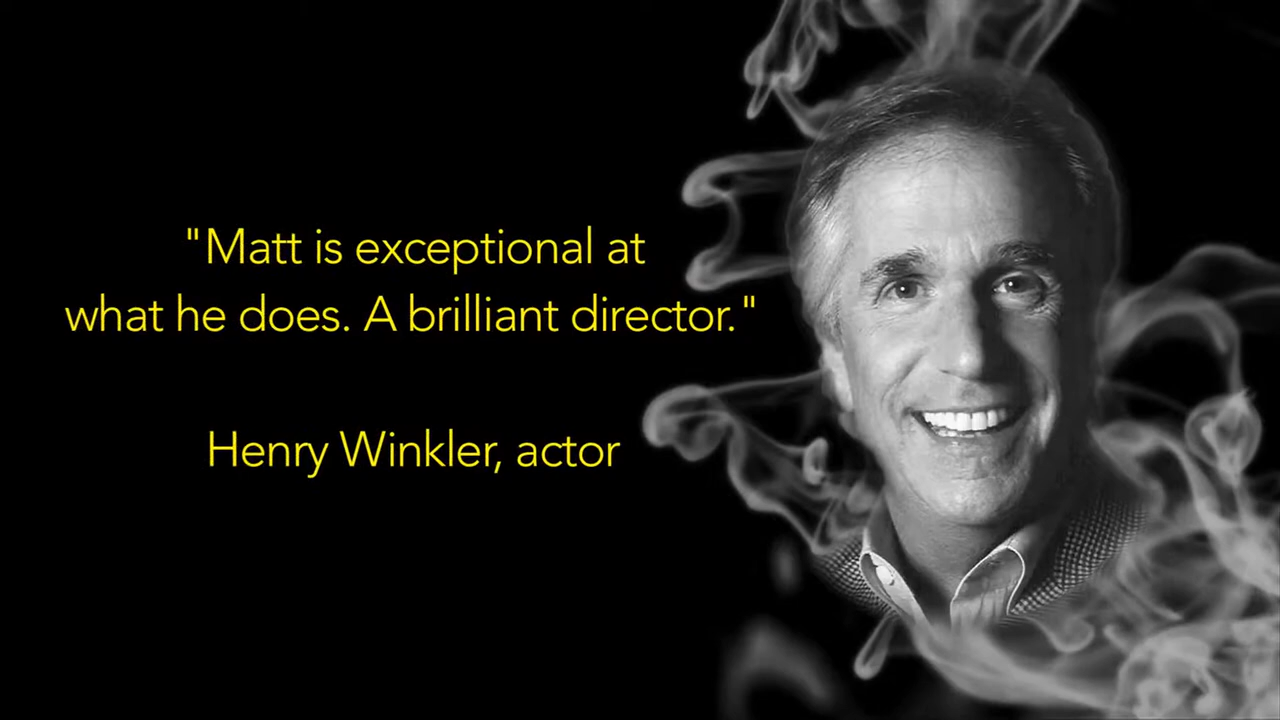 "Matt is exceptional at
what he does. A brilliant director."
Henry Winkler, actor